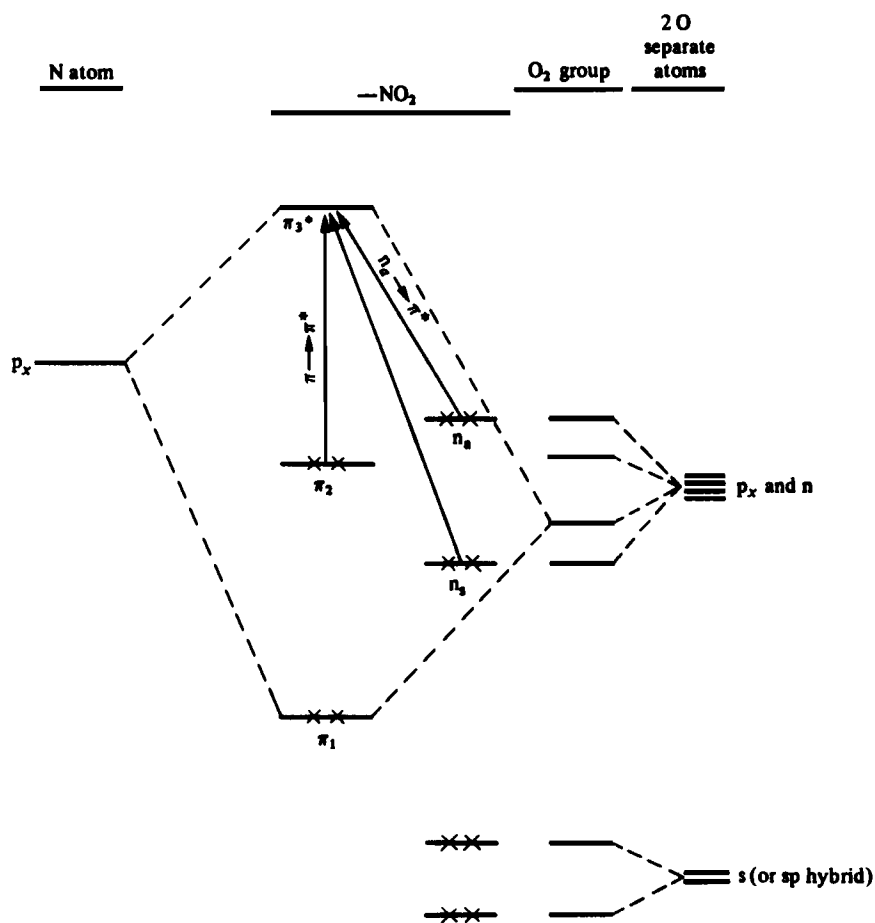 2 O
separate
atoms
N atom
—NO₂
O₂ group
π₃*
nₐ → π*
π → π*
pₓ
nₐ
π₂
pₓ and n
nₛ
π₁
s (or sp hybrid)